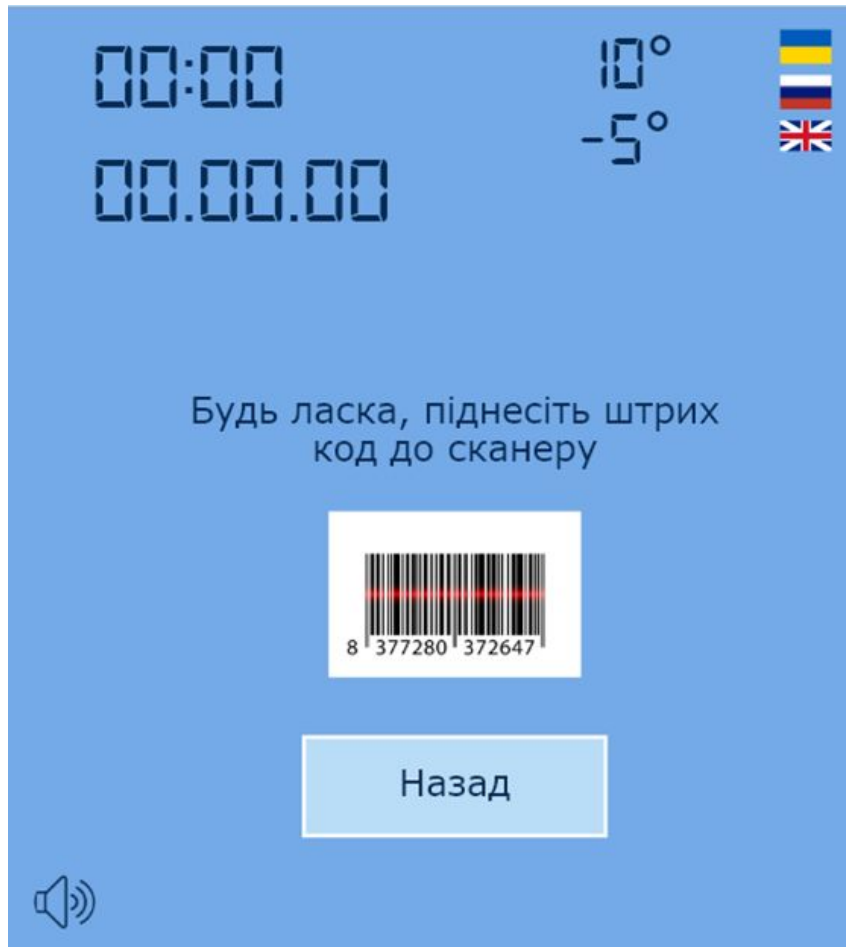 00:00
10°
-5°
00.00.00
Будь ласка, піднесіть штрих
код до сканеру
8 377280 372647
Назад